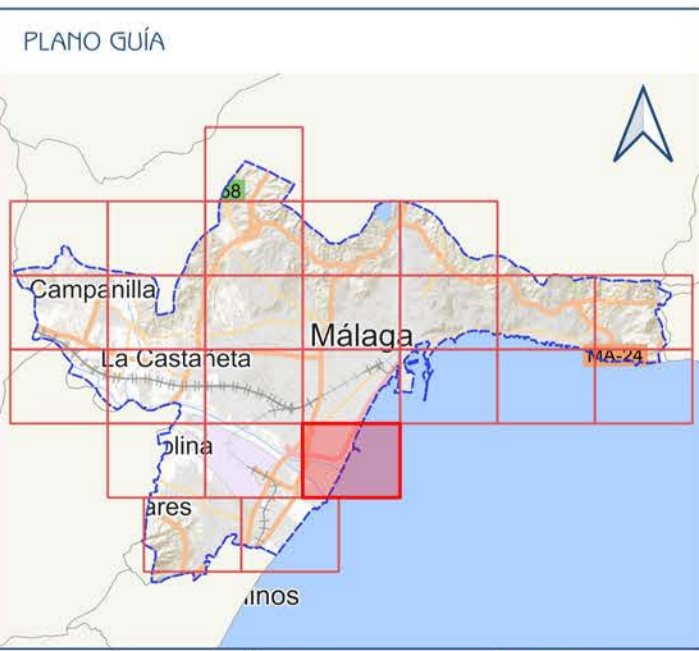 PLANO GUÍA
68
Campanilla
Málaga
La Castañeta
MA-24
olina
ares
inos